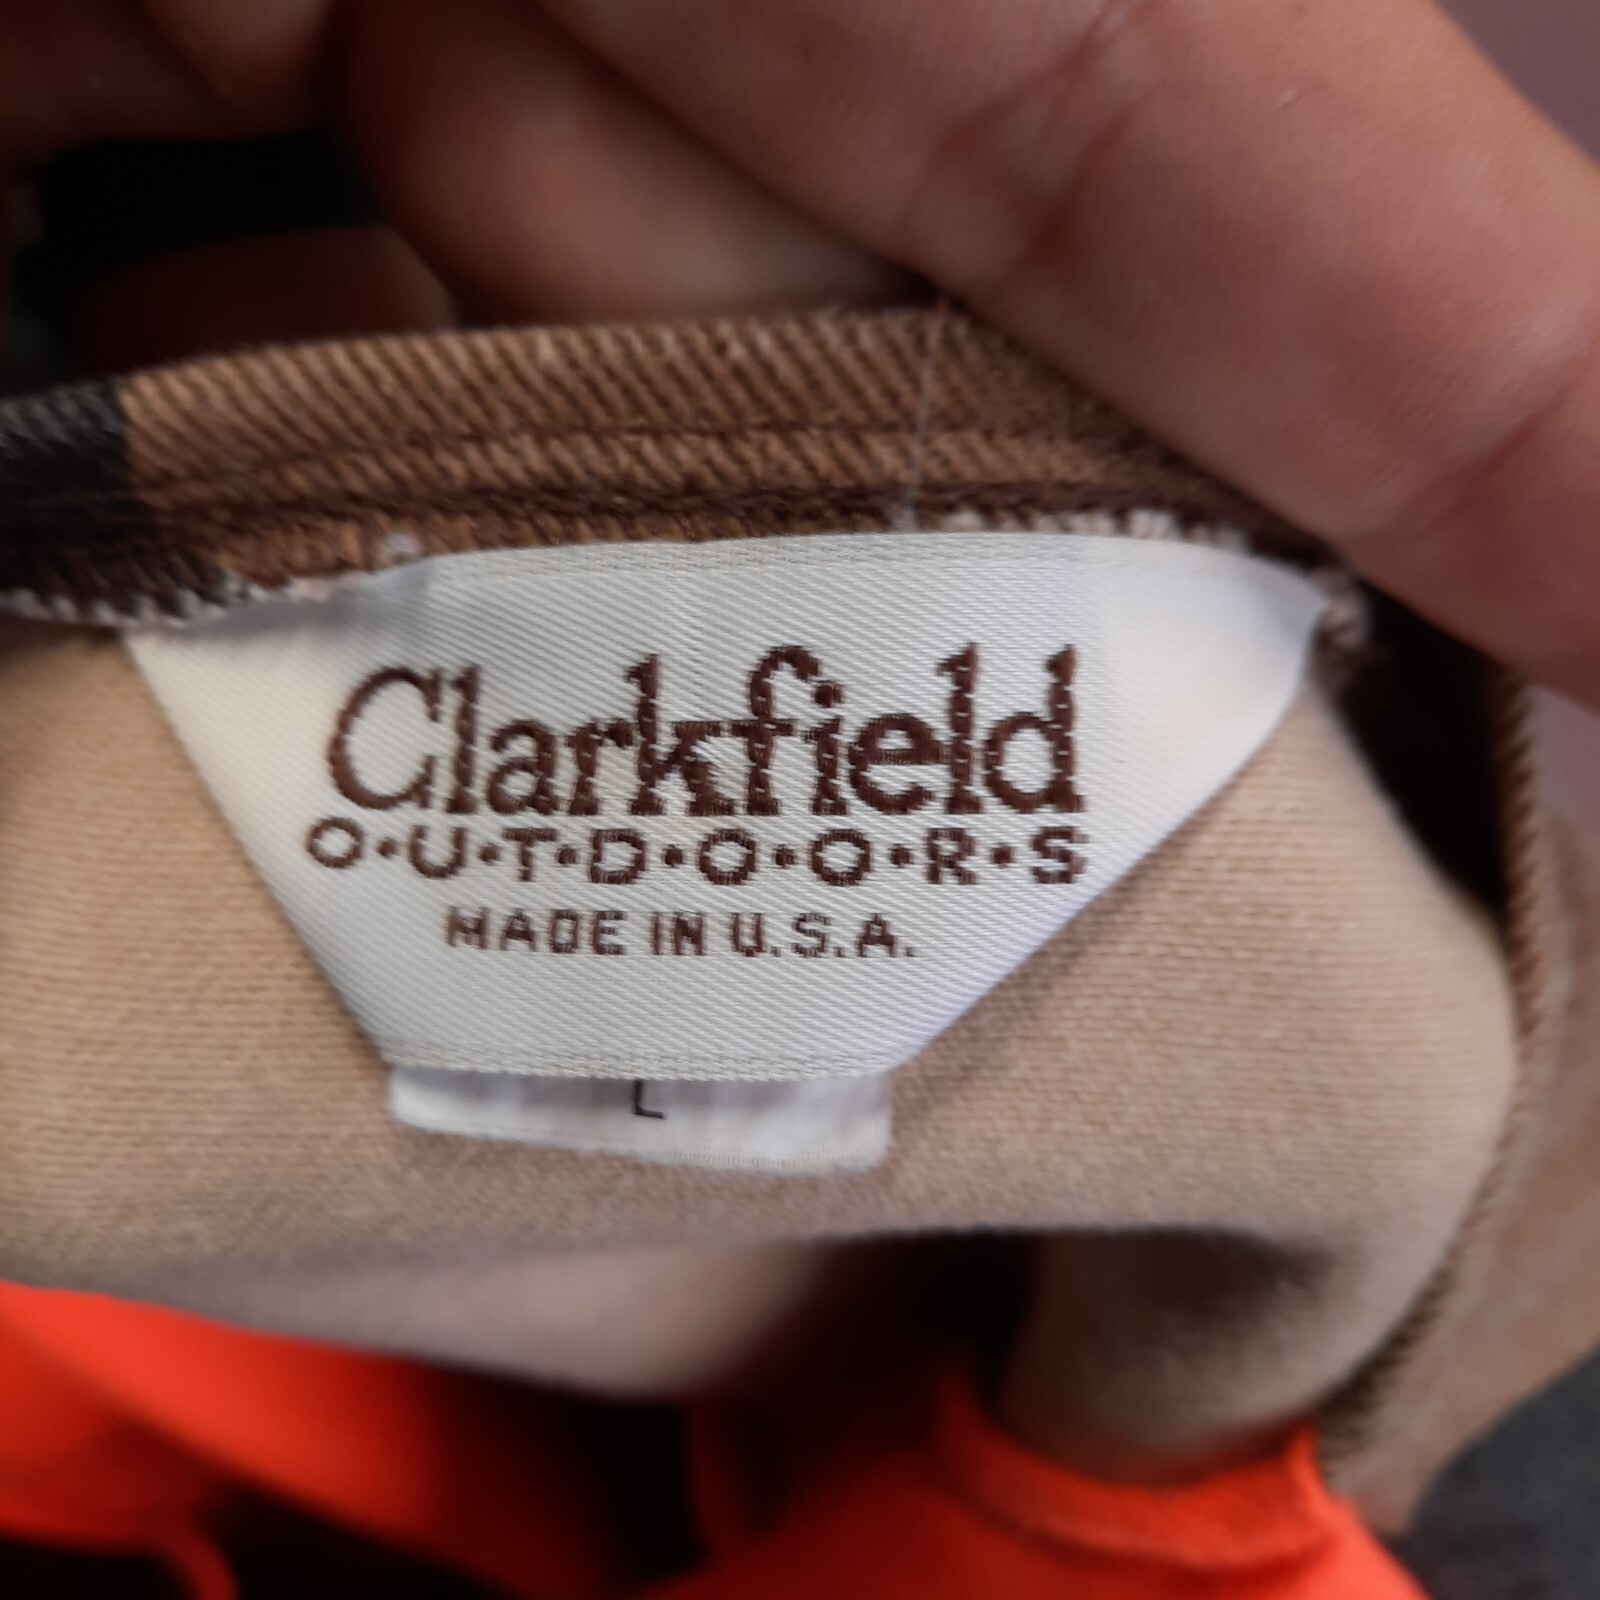 Clarkfield
O·U·T·D·O·O·R·S
MADE IN U.S.A.
L